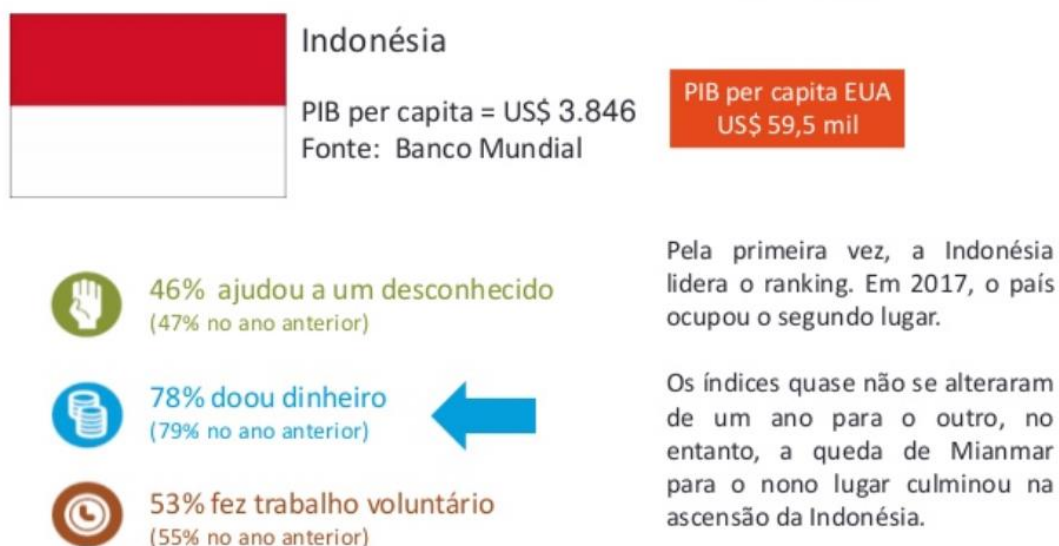 Indonésia
PIB per capita = US$ 3.846
Fonte: Banco Mundial
PIB per capita EUA
US$ 59,5 mil
46% ajudou a um desconhecido
(47% no ano anterior)
78% doou dinheiro
(79% no ano anterior)
53% fez trabalho voluntário
(55% no ano anterior)
Pela primeira vez, a Indonésia
lidera o ranking. Em 2017, o país
ocupou o segundo lugar.
Os índices quase não se alteraram
de um ano para o outro, no
entanto, a queda de Mianmar
para o nono lugar culminou na
ascensão da Indonésia.